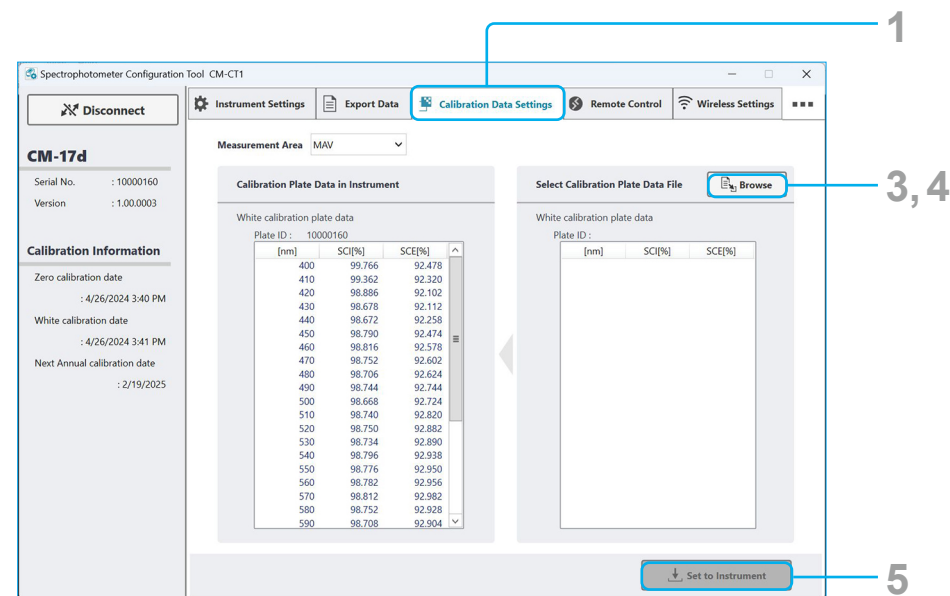 1
Spectrophotometer Configuration Tool CM-CT1
Disconnect
Instrument Settings
Export Data
Calibration Data Settings
Remote Control
Wireless Settings
CM-17d
Serial No. : 10000160
Version : 1.00.0003
Calibration Information
Zero calibration date
: 4/26/2024 3:40 PM
White calibration date
: 4/26/2024 3:41 PM
Next Annual calibration date
: 2/19/2025
Measurement Area MAV
Calibration Plate Data in Instrument
White calibration plate data
Plate ID : 10000160
[nm] SCI[%] SCE[%]
400 99.766 92.478
410 99.362 92.320
420 98.886 92.102
430 98.678 92.112
440 98.672 92.258
450 98.790 92.474
460 98.816 92.578
470 98.752 92.602
480 98.706 92.624
490 98.744 92.744
500 98.668 92.724
510 98.740 92.820
520 98.750 92.882
530 98.734 92.890
540 98.796 92.938
550 98.776 92.950
560 98.782 92.956
570 98.812 92.982
580 98.752 92.928
590 98.708 92.904
Select Calibration Plate Data File
Browse
3, 4
White calibration plate data
Plate ID :
[nm] SCI[%] SCE[%]
Set to Instrument
5